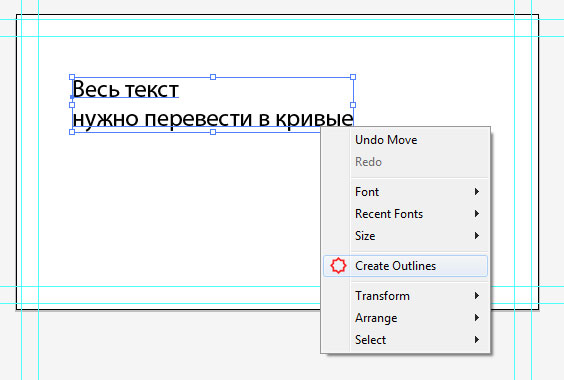 Весь текст
нужно перевести в кривые
Undo Move
Redo
Font
Recent Fonts
Size
Create Outlines
Transform
Arrange
Select